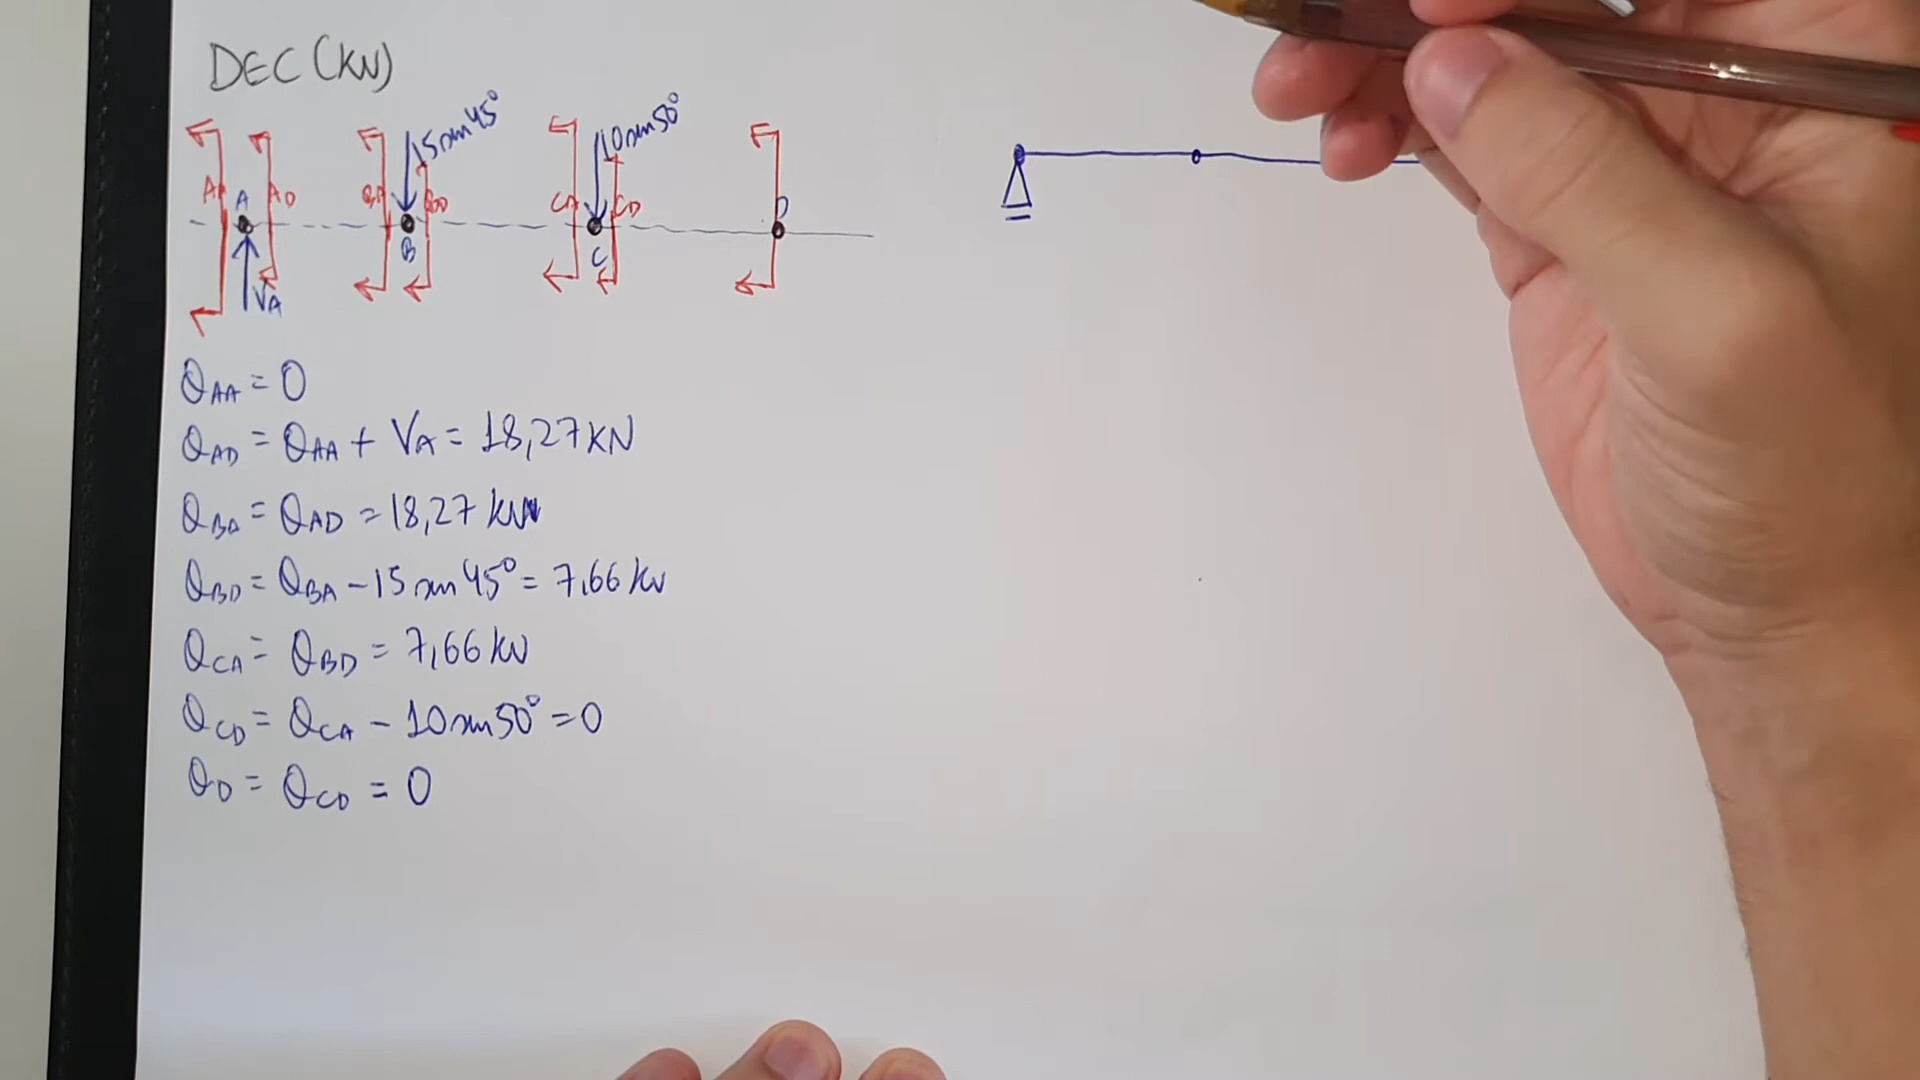 DEC (KN)
15 sen 45° 10 sen 50°
AA A AD BA BD CA CD D
B C
VA
QAA = 0
QAD = QAA + VA = 18,27 KN
QBA = QAD = 18,27 KN
QBD = QBA - 15 sen 45° = 7,66 KN
QCA = QBD = 7,66 KN
QCD = QCA - 10 sen 50° = 0
QD = QCD = 0